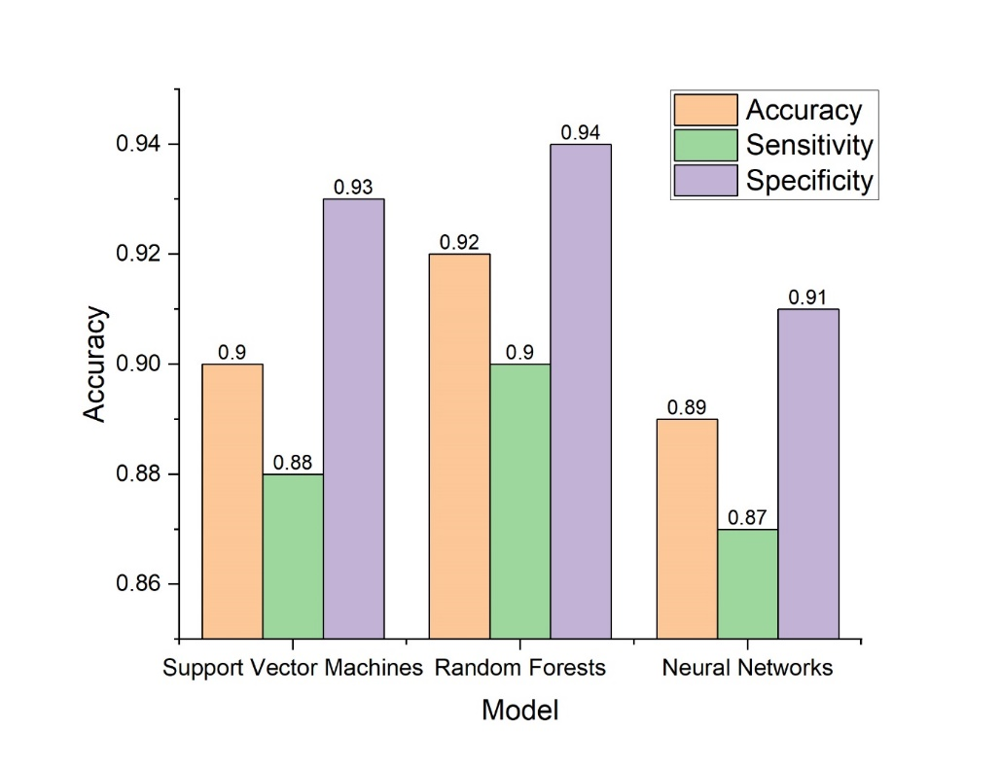 Accuracy
Sensitivity
Specificity
0.94
0.92
0.90
0.88
0.86
Accuracy
0.9
0.88
0.93
0.92
0.9
0.94
0.89
0.87
0.91
Support Vector Machines
Random Forests
Neural Networks
Model